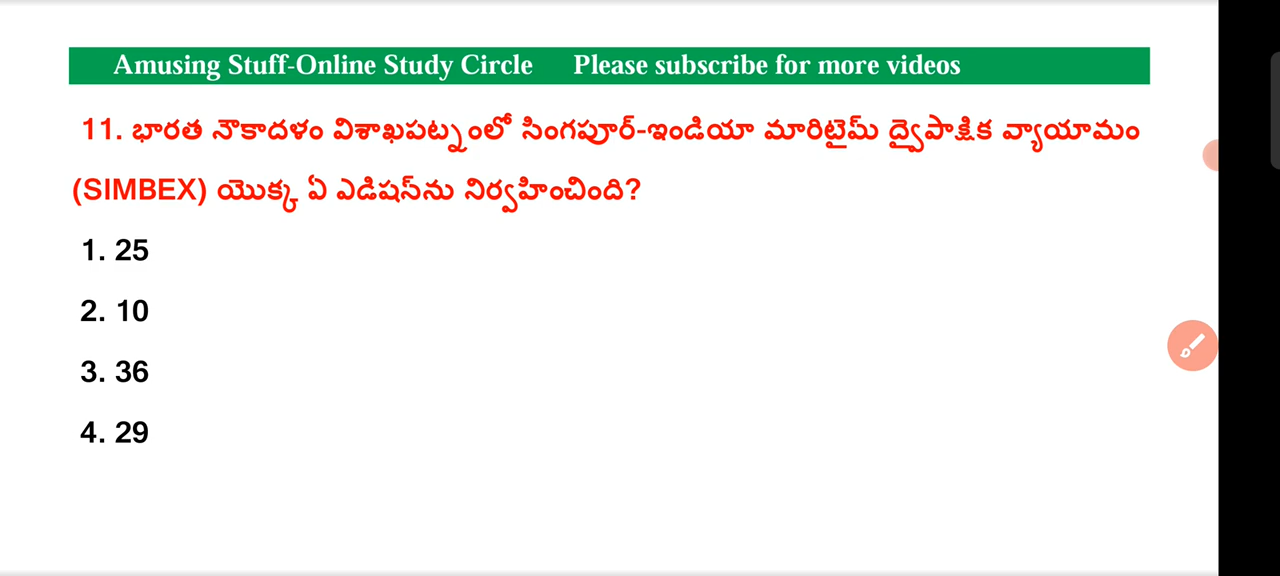 Amusing Stuff-Online Study Circle Please subscribe for more videos
11. భారత నౌకాదళం విశాఖపట్నంలో సింగపూర్-ఇండియా మారిటైమ్ ద్వైపాక్షిక వ్యాయామం
(SIMBEX) యొక్క ఏ ఎడిషన్‌ను నిర్వహించింది?
1. 25
2. 10
3. 36
4. 29